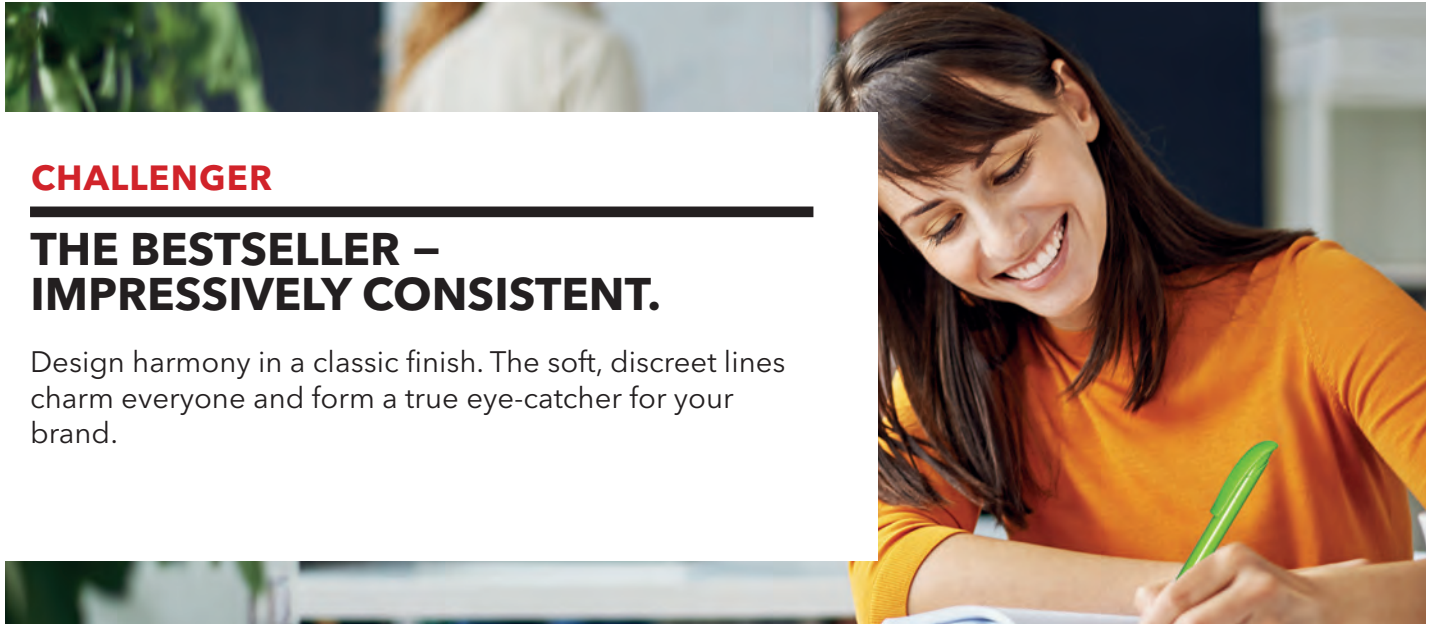 CHALLENGER
THE BESTSELLER –
IMPRESSIVELY CONSISTENT.
Design harmony in a classic finish. The soft, discreet lines
charm everyone and form a true eye-catcher for your
brand.